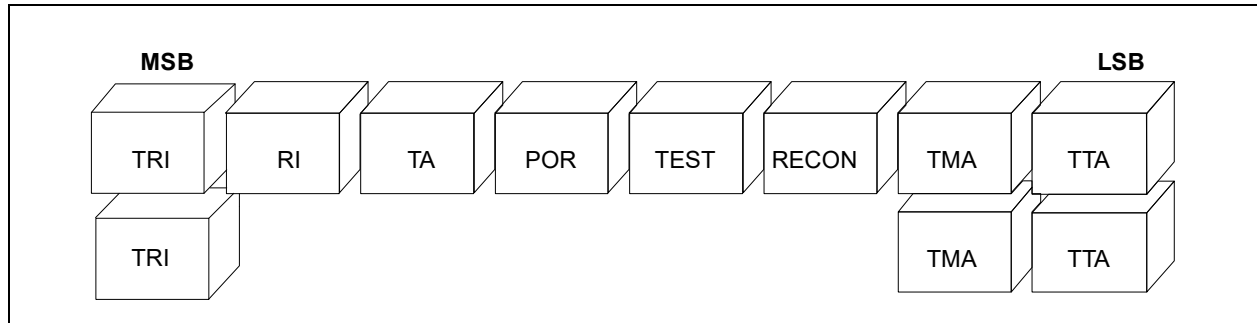 MSB LSB
TRI RI TA POR TEST RECON TMA TTA
TRI TMA TTA